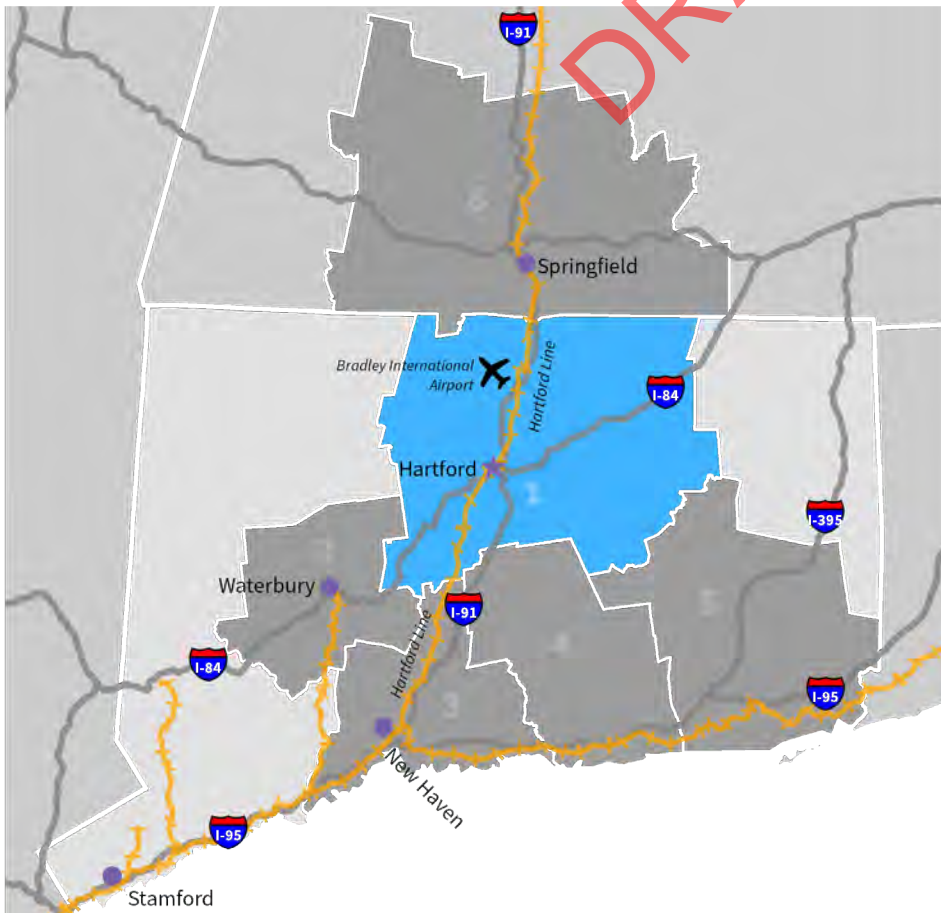 DRA
I-91
Springfield
Bradley International
Airport
Hartford Line
I-84
Hartford
I-395
Waterbury
I-91
Hartford Line
I-84
I-95
New Haven
I-95
Stamford